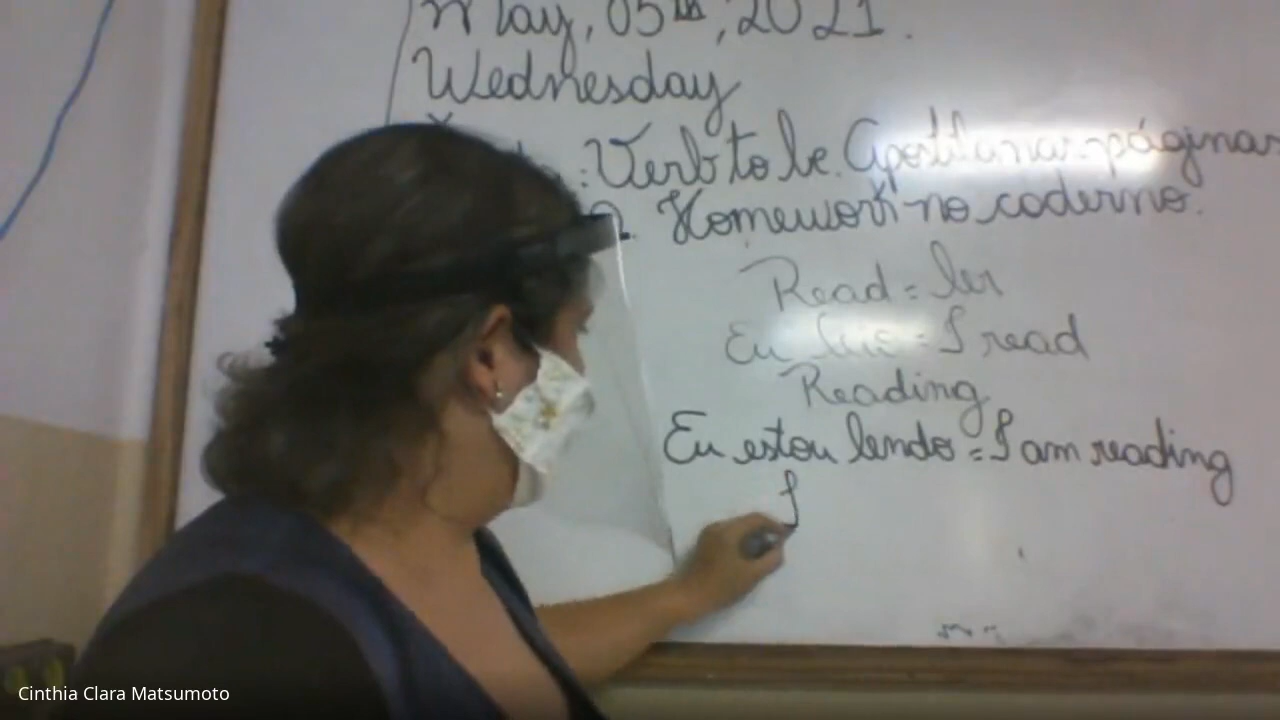 May, 05th, 2021.
Wednesday
: Verb to be. Apostila nas páginas
2. Homework no caderno.
Read = ler
Eu leio = I read
Reading
Eu estou lendo = I am reading
I
Cinthia Clara Matsumoto